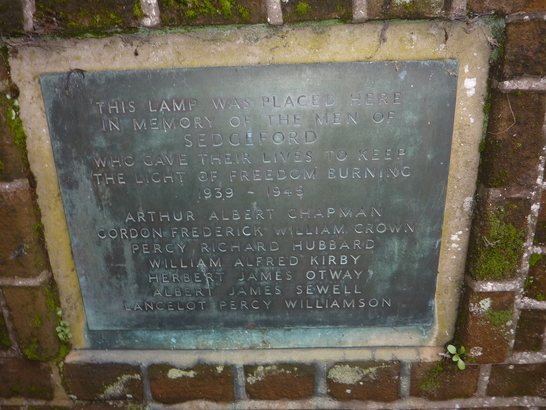 THIS LAMP WAS PLACED HERE
IN MEMORY OF THE MEN OF
SEDGEFORD
WHO GAVE THEIR LIVES TO KEEP
THE LIGHT OF FREEDOM BURNING
1939 - 1945
ARTHUR ALBERT CHAPMAN
GORDON FREDERICK WILLIAM CROWN
PERCY RICHARD HUBBARD
WILLIAM ALFRED KIRBY
HERBERT JAMES OTWAY
ALBERT JAMES SEWELL
LANCELOT PERCY WILLIAMSON